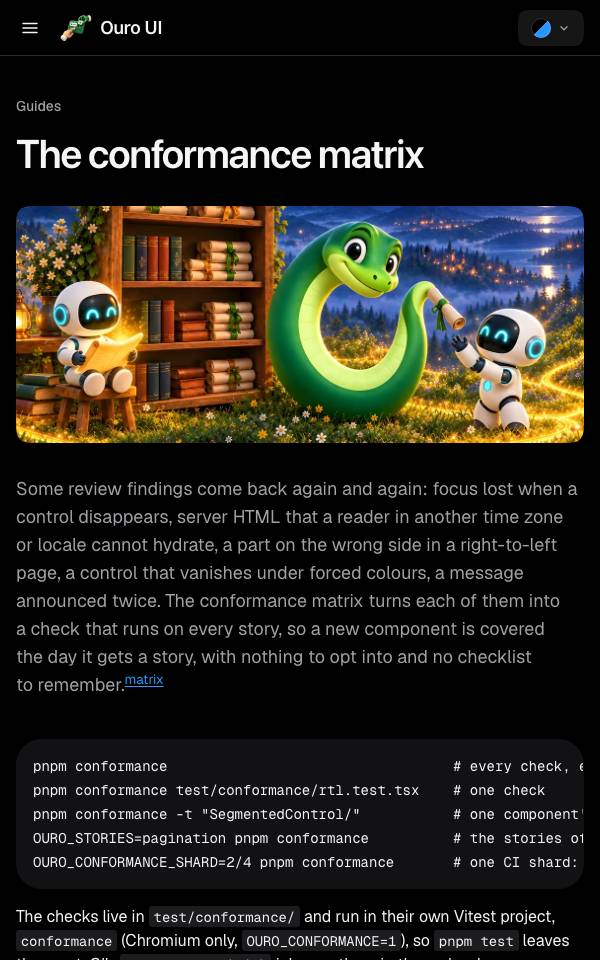 Ouro UI
Guides
The conformance matrix
Some review findings come back again and again: focus lost when a
control disappears, server HTML that a reader in another time zone
or locale cannot hydrate, a part on the wrong side in a right-to-left
page, a control that vanishes under forced colours, a message
announced twice. The conformance matrix turns each of them into
a check that runs on every story, so a new component is covered
the day it gets a story, with nothing to opt into and no checklist
to remember.matrix
pnpm conformance # every check,
pnpm conformance test/conformance/rtl.test.tsx # one check
pnpm conformance -t "SegmentedControl/" # one component'
OURO_STORIES=pagination pnpm conformance # the stories of
OURO_CONFORMANCE_SHARD=2/4 pnpm conformance # one CI shard:
The checks live in test/conformance/ and run in their own Vitest project,
conformance (Chromium only, OURO_CONFORMANCE=1), so pnpm test leaves